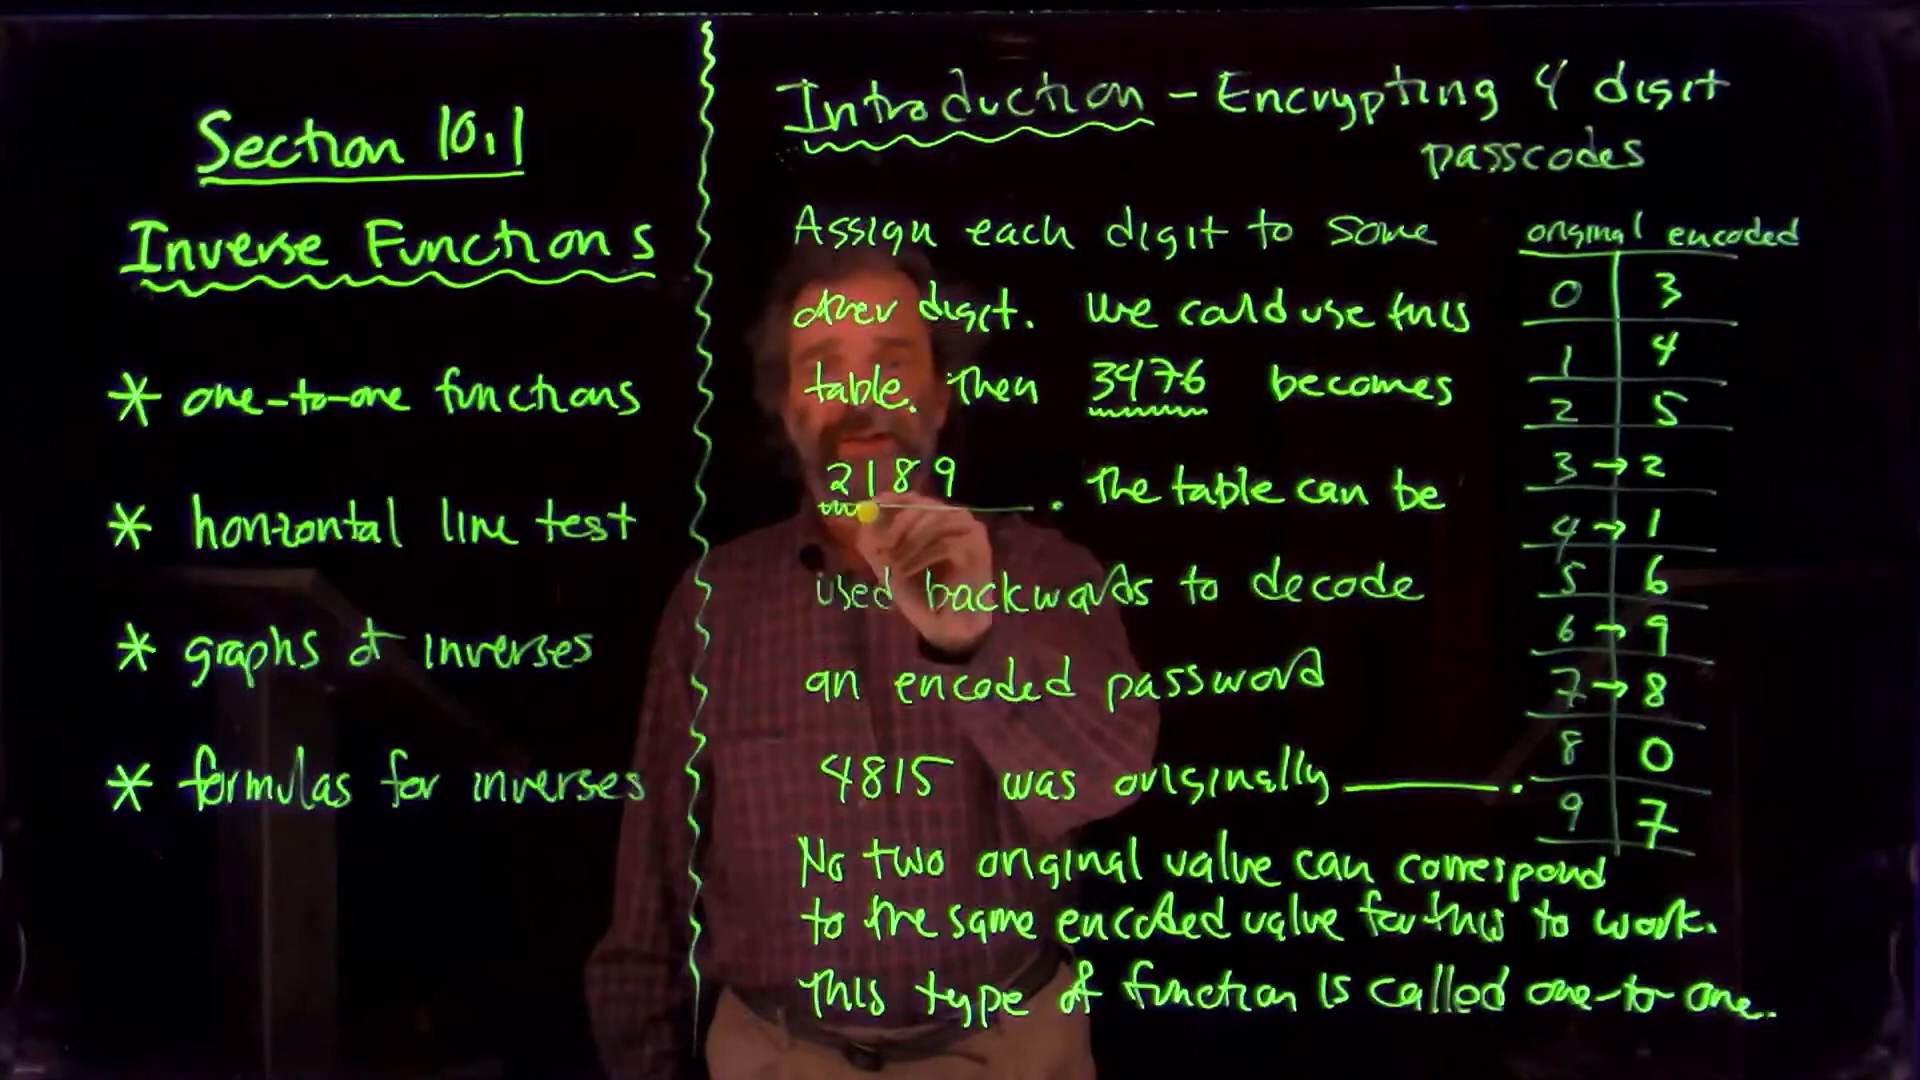 Section 10.1
Inverse Functions
* one-to-one functions
* horizontal line test
* graphs of inverses
* formulas for inverses
Introduction - Encrypting 4 digit
passcodes
Assign each digit to some
other digit. We could use this
table. Then 3476 becomes
2189. The table can be
used backwards to decode
an encoded password
4815 was originally ______.
No two original value can correspond
to the same encoded value for this to work.
This type of function is called one-to-one.
original encoded
0 3
1 4
2 5
3 → 2
4 → 1
5 6
6 → 9
7 → 8
8 0
9 7